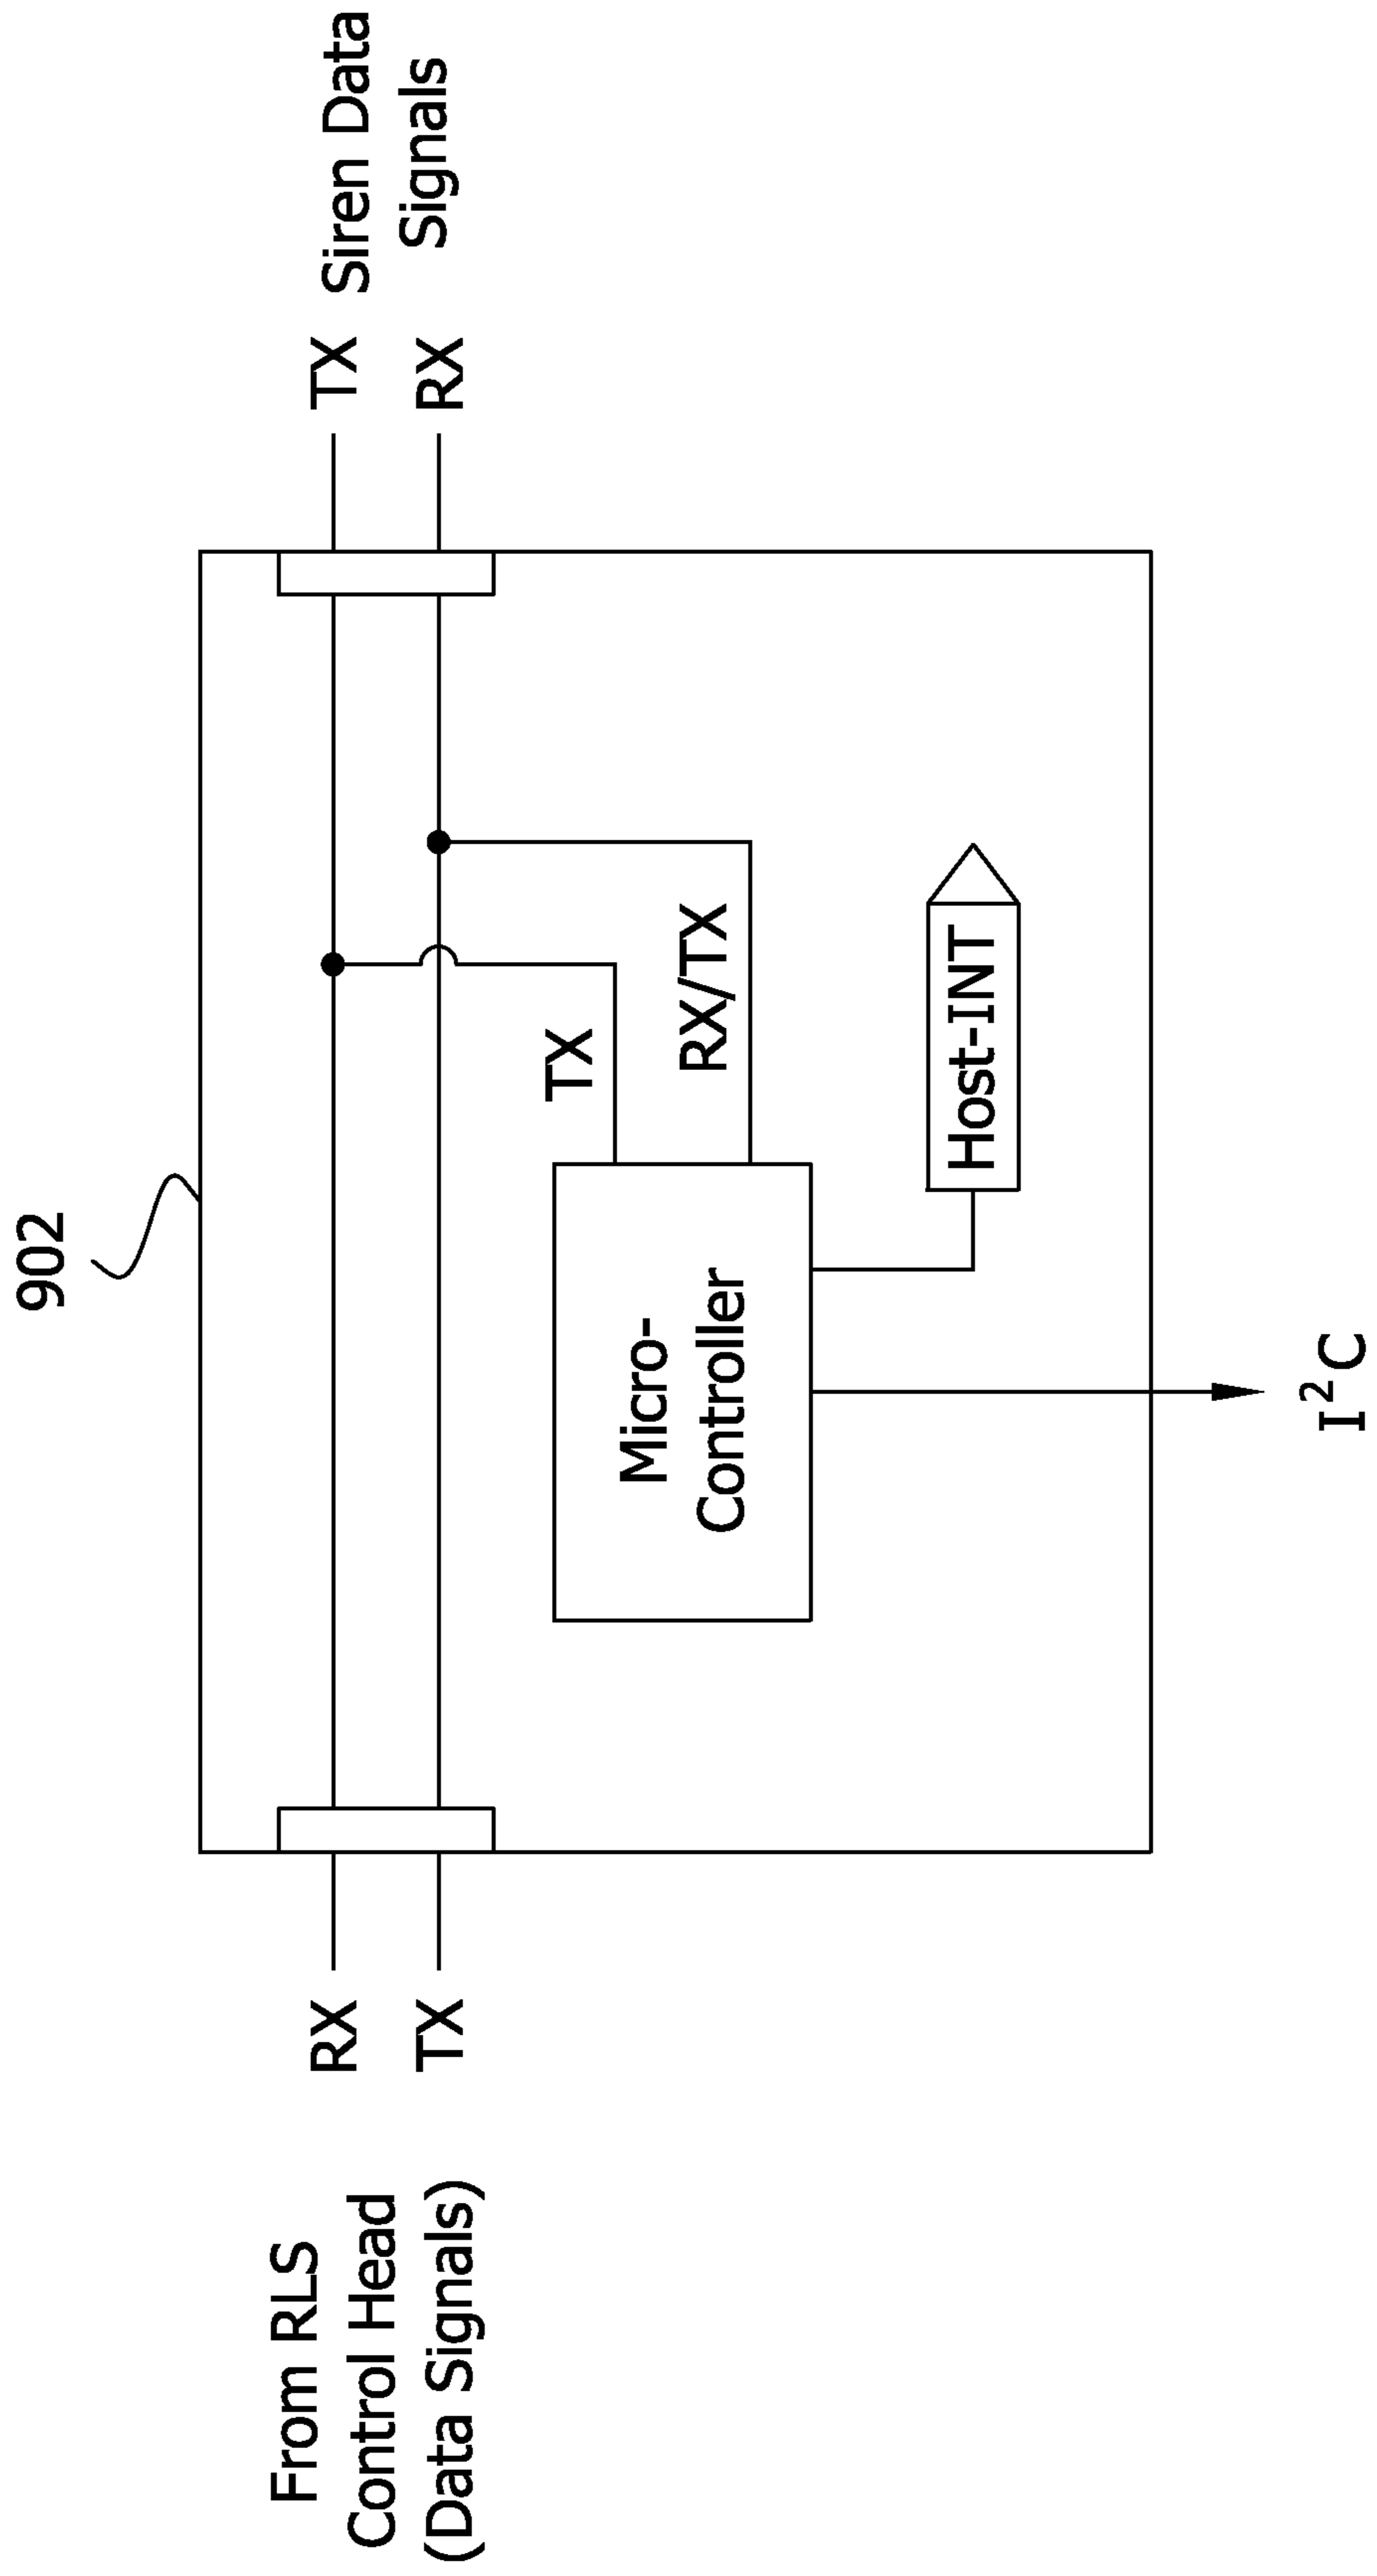 902
From RLS
Control Head
(Data Signals)
RX
TX
TX
RX
Siren Data
Signals
TX
RX/TX
Micro-
Controller
Host-INT
I²C